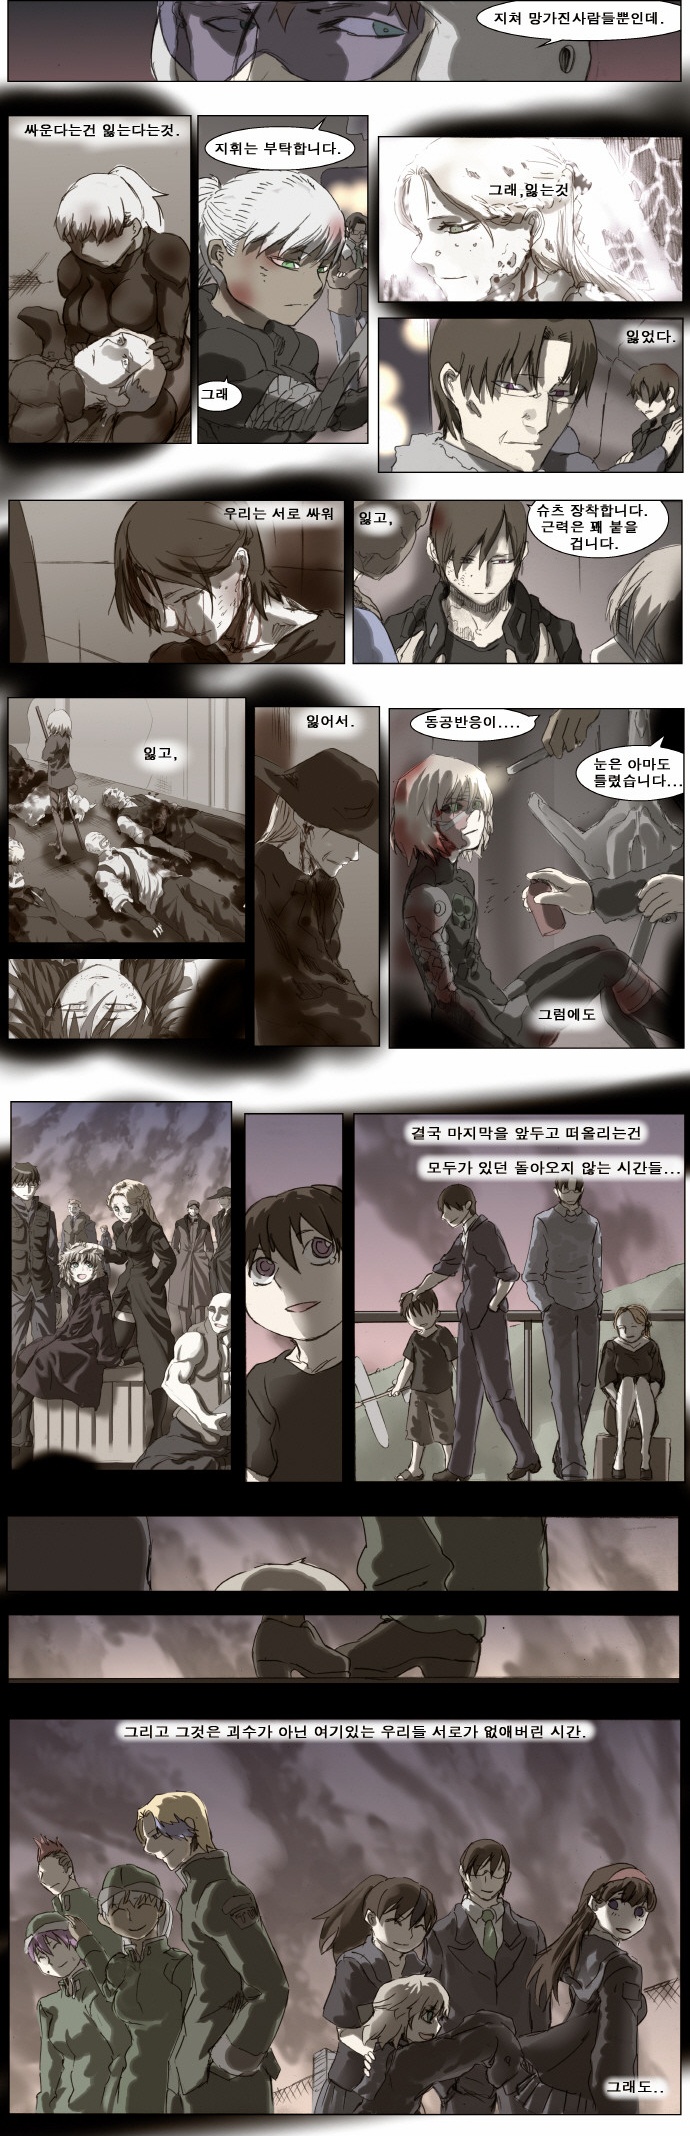 지쳐 망가진사람들뿐인데.
싸운다는건 잃는다는것.
지휘는 부탁합니다.
그래
그래,잃는것
잃었다.
우리는 서로 싸워
잃고,
슈츠 장착합니다.
근력은 꽤 붙을
겁니다.
잃고,
잃어서.
동공반응이....
눈은 아마도
틀렸습니다...
그럼에도
결국 마지막을 앞두고 떠올리는건
모두가 있던 돌아오지 않는 시간들...
그리고 그것은 괴수가 아닌 여기있는 우리들 서로가 없애버린 시간.
그래도..